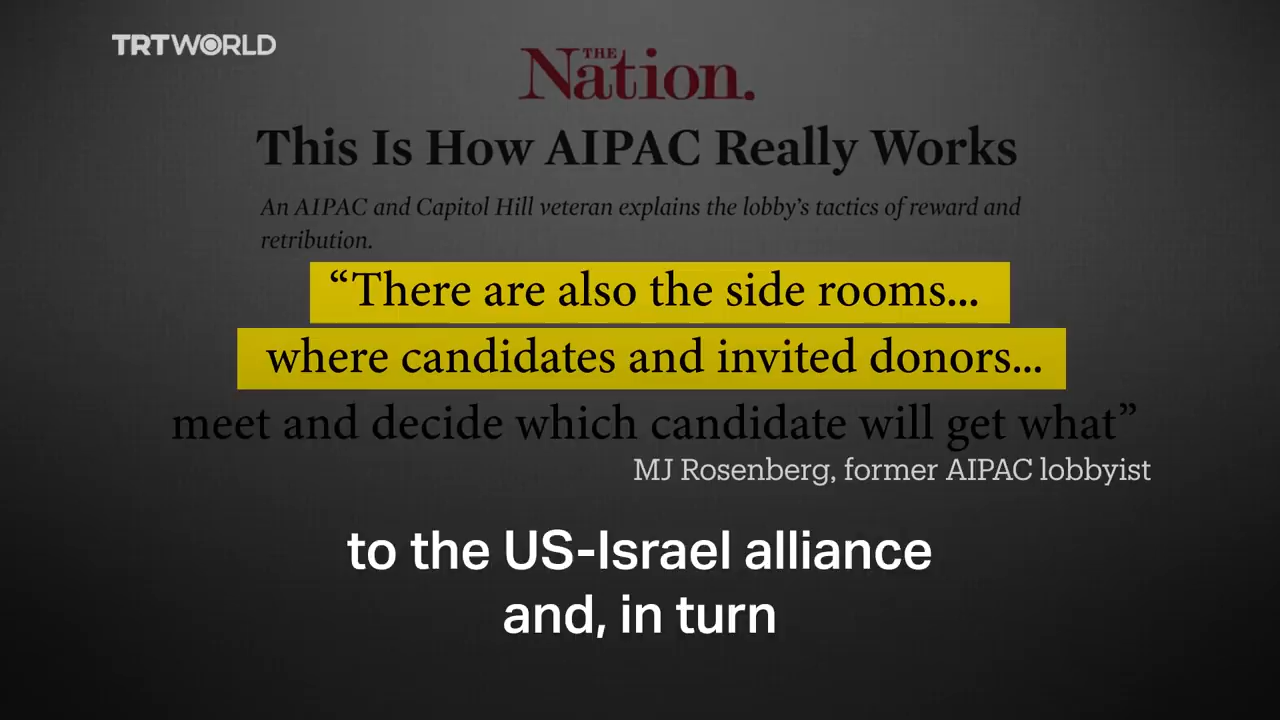 TRT WORLD
THE
Nation.
This Is How AIPAC Really Works
An AIPAC and Capitol Hill veteran explains the lobby's tactics of reward and
retribution.
“There are also the side rooms...
where candidates and invited donors...
meet and decide which candidate will get what”
MJ Rosenberg, former AIPAC lobbyist
to the US-Israel alliance
and, in turn